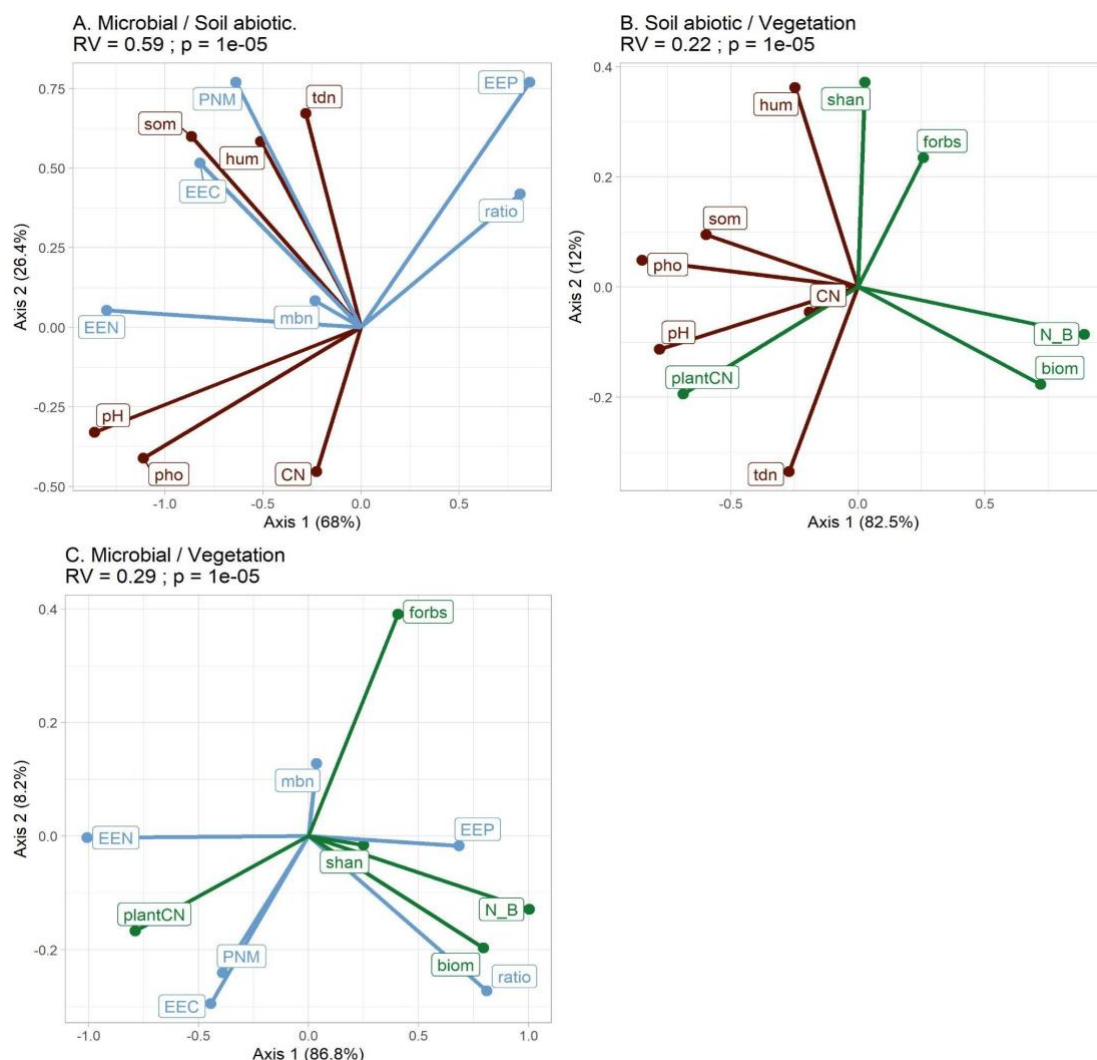 A. Microbial / Soil abiotic.
RV = 0.59 ; p = 1e-05
0.75
0.50
0.25
0.00
-0.25
-0.50
Axis 2 (26.4%)
PNM
tdn
EEP
som
hum
EEC
ratio
mbn
EEN
pH
pho
CN
-1.0
-0.5
0.0
0.5
Axis 1 (68%)
B. Soil abiotic / Vegetation
RV = 0.22 ; p = 1e-05
0.4
0.2
0.0
-0.2
Axis 2 (12%)
hum
shan
forbs
som
pho
CN
pH
N_B
plantCN
biom
tdn
-0.5
0.0
0.5
Axis 1 (82.5%)
C. Microbial / Vegetation
RV = 0.29 ; p = 1e-05
0.4
0.2
0.0
-0.2
Axis 2 (8.2%)
forbs
mbn
EEN
EEP
shan
plantCN
N_B
PNM
biom
ratio
EEC
-1.0
-0.5
0.0
0.5
1.0
Axis 1 (86.8%)